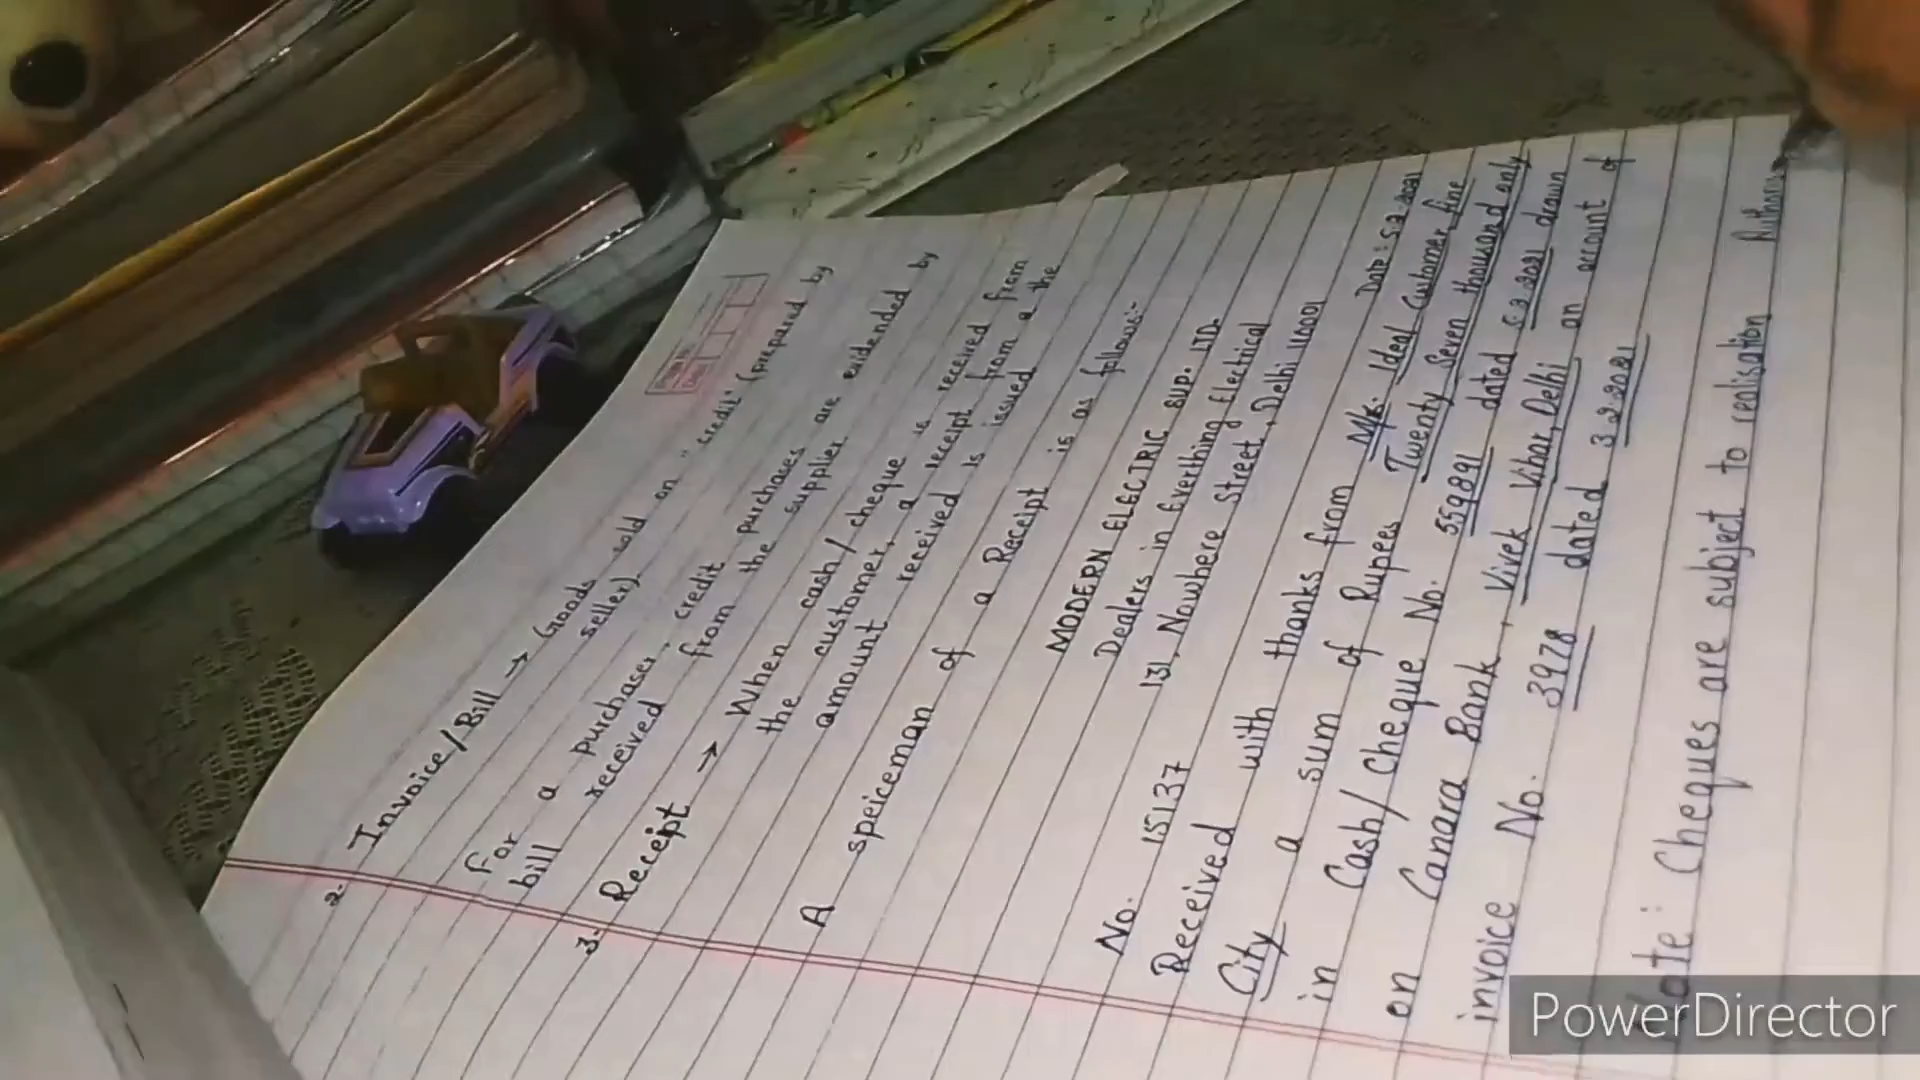 2. Invoice/Bill → Goods sold on "credit" (prepared by
seller)
For a purchaser, credit purchases are evidended by
bill received from the supplier
3. Receipt → When cash/cheque is received from
the customer, a receipt from a the
amount received is issued
A speiceman of a Receipt is as follows:-
MODERN ELECTRIC SUP. LTD.
Dealers in Everthing Electrical
131, Nowhere Street, Delhi 110001
No. 15137 Date: 5.2.2021
Received with thanks from M/s. Ideal Customer fine
City a sum of Rupees Twenty Seven thousand only
in Cash/Cheque No. 559891 dated 5.2.2021 drawn
on Canara Bank, Vivek Vihar, Delhi on account of
invoice No. 3978 dated 3.2.2021
Note: Cheques are subject to realisation
PowerDirector